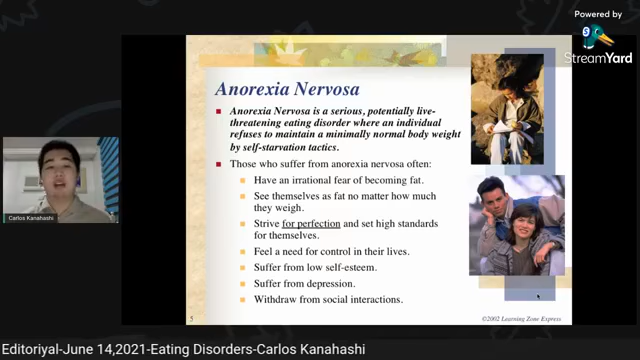 Powered by
StreamYard
Anorexia Nervosa
Anorexia Nervosa is a serious, potentially live-
threatening eating disorder where an individual
refuses to maintain a minimally normal body weight
by self-starvation tactics.
Those who suffer from anorexia nervosa often:
Have an irrational fear of becoming fat.
See themselves as fat no matter how much
they weigh.
Strive for perfection and set high standards
for themselves.
Feel a need for control in their lives.
Suffer from low self-esteem.
Suffer from depression.
Withdraw from social interactions.
5
©2002 Learning Zone Express
Carlos Kanahashi
Editoriyal-June 14,2021-Eating Disorders-Carlos Kanahashi